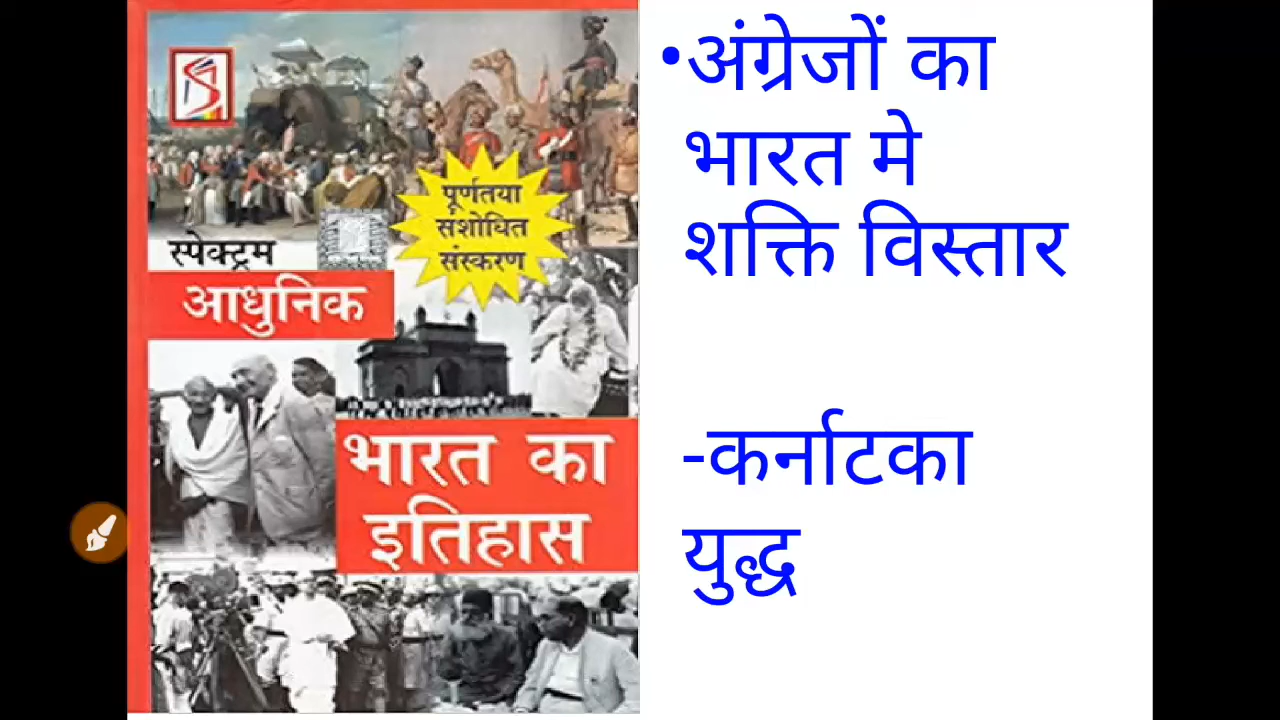 पूर्णतया
संशोधित
संस्करण
स्पेक्ट्रम
आधुनिक
भारत का
इतिहास
•अंग्रेजों का
भारत मे
शक्ति विस्तार
-कर्नाटका
युद्ध